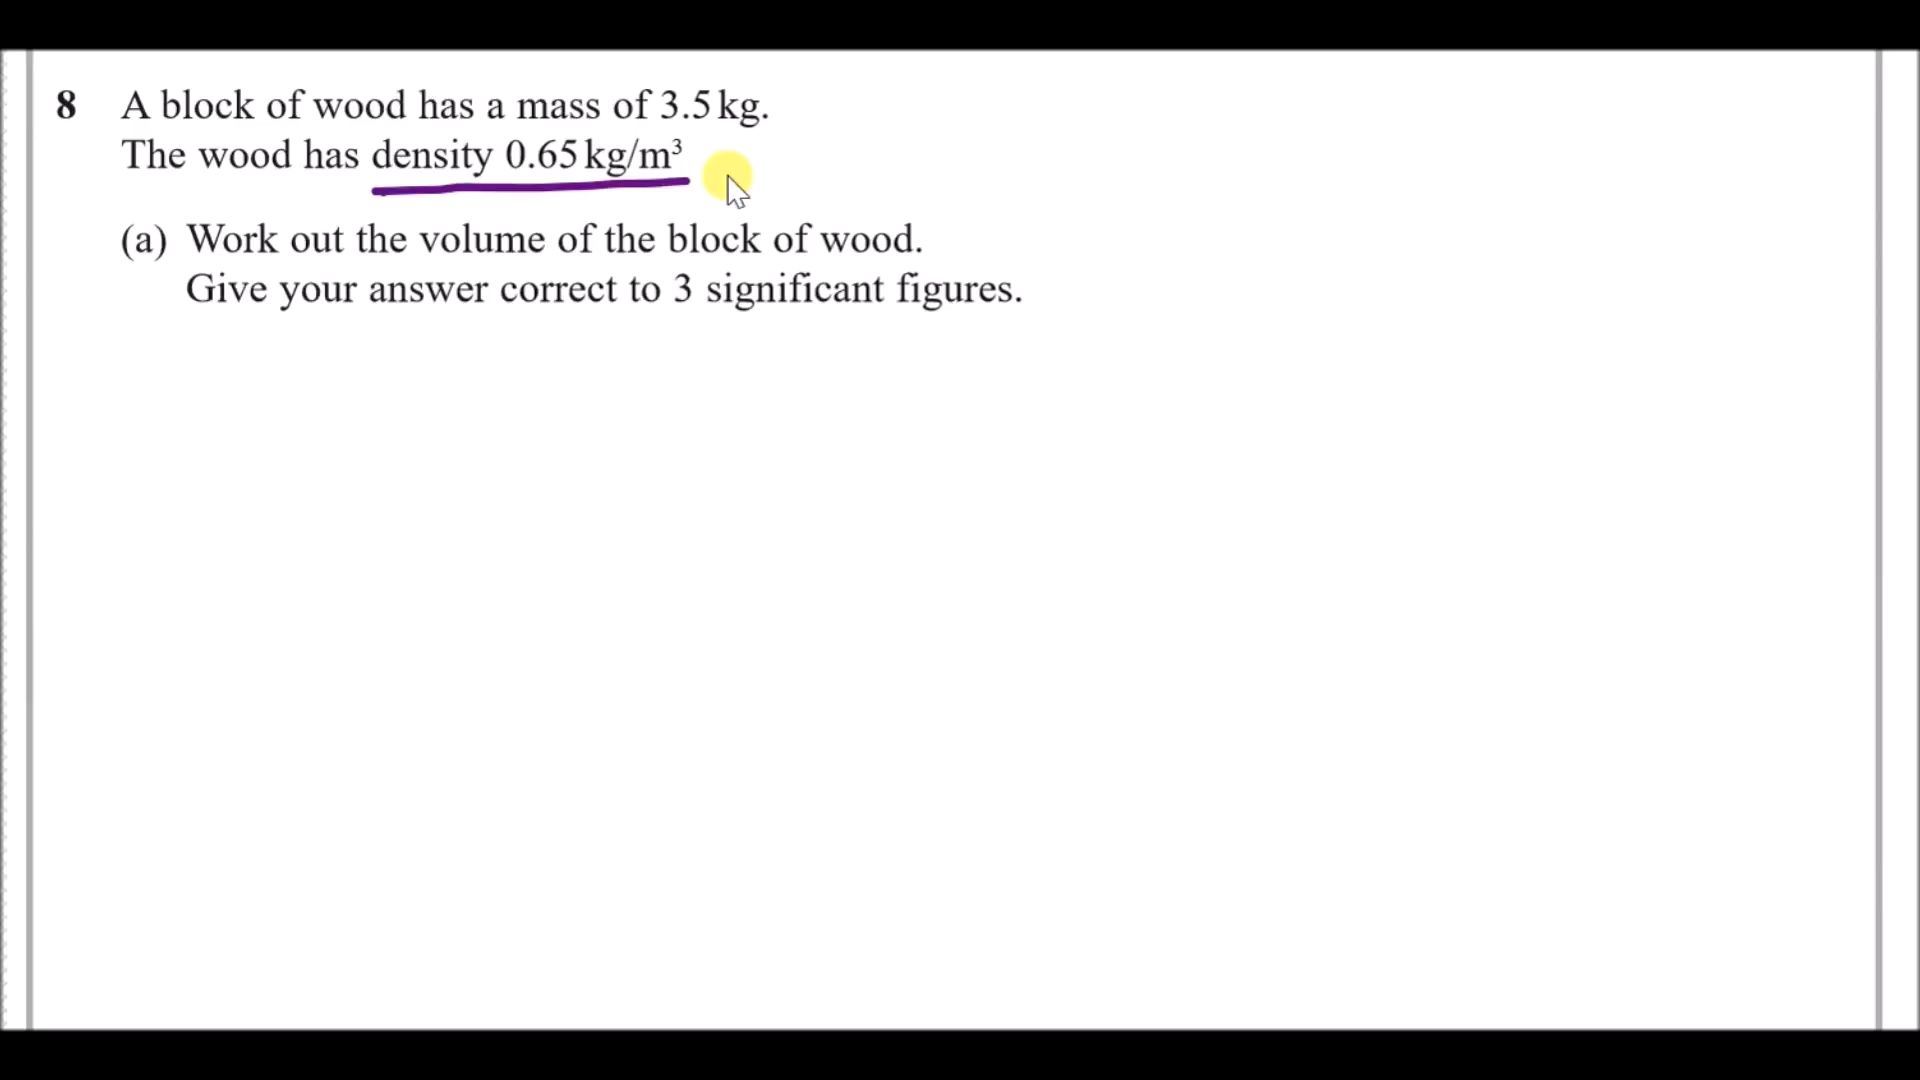 8 A block of wood has a mass of 3.5 kg.
The wood has density 0.65 kg/m³
(a) Work out the volume of the block of wood.
Give your answer correct to 3 significant figures.